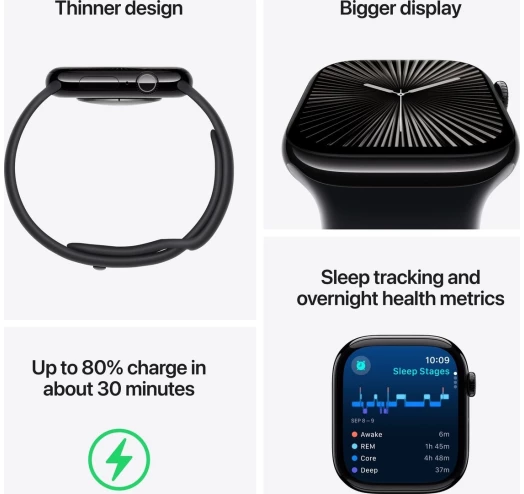 Thinner design
Bigger display
Sleep tracking and
overnight health metrics
10:09
Sleep Stages
SEP 8–9
Awake 6m
REM 1h 45m
Core 4h 48m
Deep 37m
Up to 80% charge in
about 30 minutes